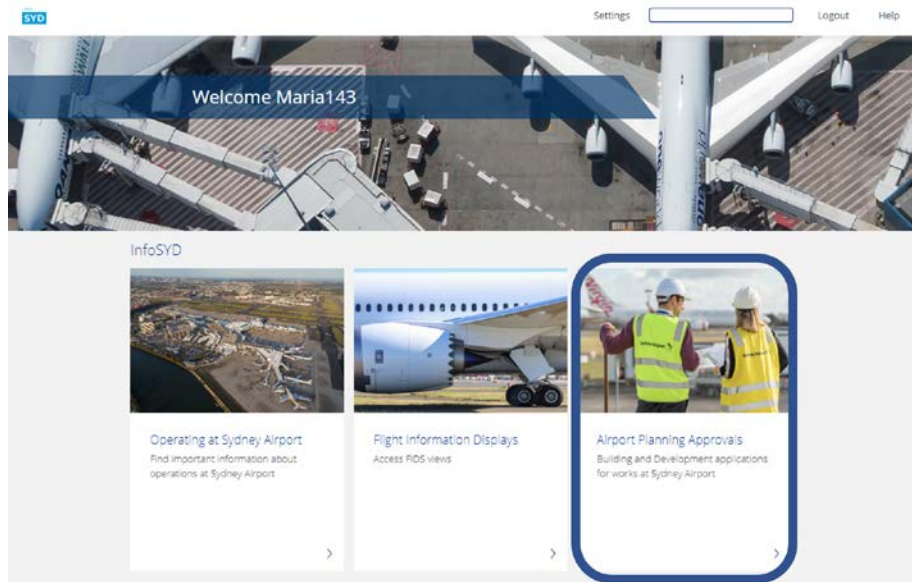 SYD
Settings
Logout
Help
Welcome Maria143
InfoSYD
Operating at Sydney Airport
Find important information about
operations at Sydney Airport
Flight Information Displays
Access FIDS views
Airport Planning Approvals
Building and Development applications
for works at Sydney Airport